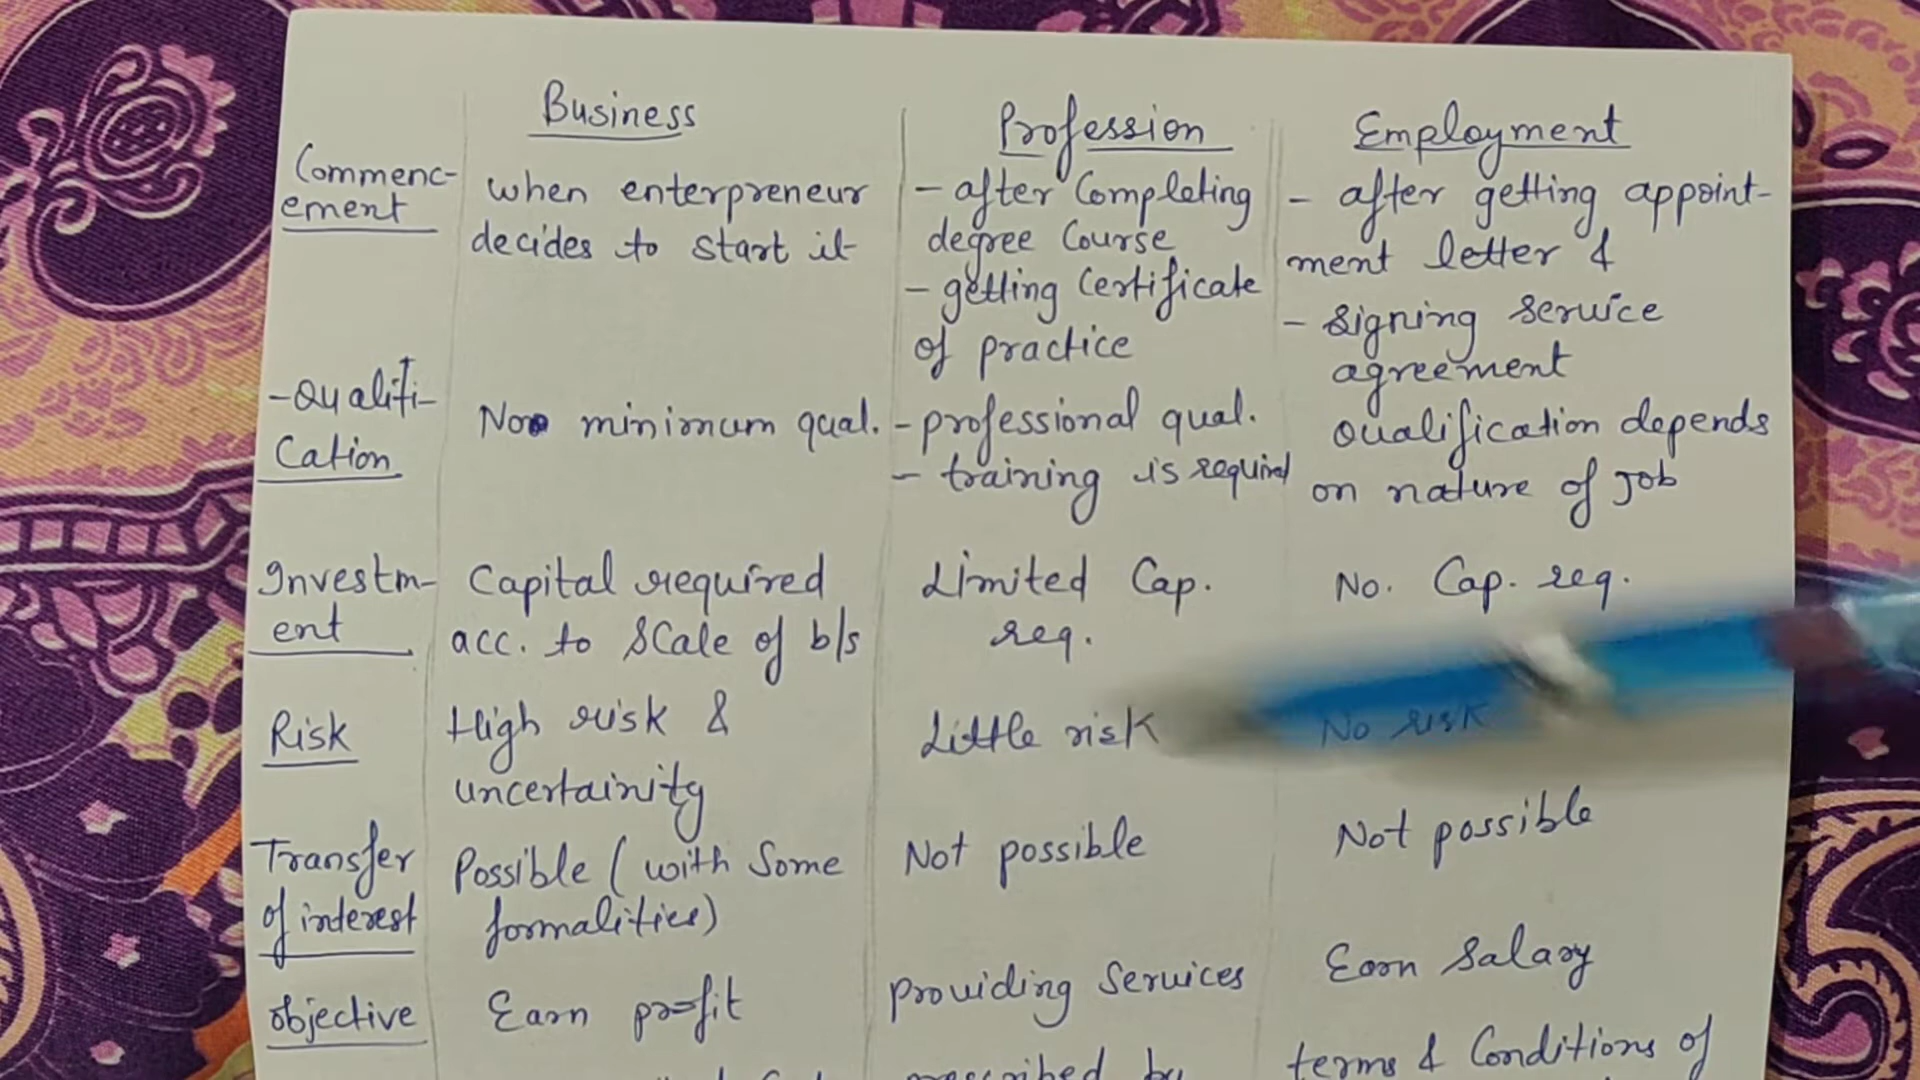 Business
Profession
Employment
Commenc-
ement
when enterpreneur
decides to start it
- after Completing
degree Course
- getting Certificate
of practice
- after getting appoint-
ment letter &
- signing service
agreement
- Qualifi-
Cation
No minimum qual.
- professional qual.
- training is required
Qualification depends
on nature of Job
Investm-
ent
Capital required
acc. to Scale of b/s
Limited Cap.
req.
No. Cap. req.
Risk
High risk &
uncertainity
Little risk
No risk
Transfer
of interest
Possible (with Some
formalities)
Not possible
Not possible
objective
Earn profit
Providing Services
Earn Salary
by
terms & Conditions of